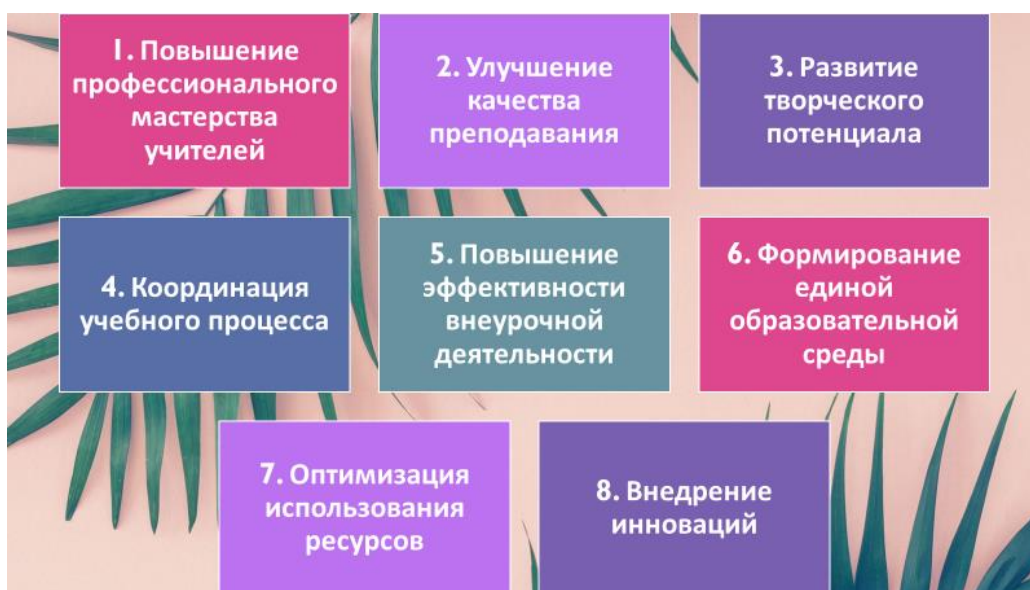 1. Повышение
профессионального
мастерства
учителей
2. Улучшение
качества
преподавания
3. Развитие
творческого
потенциала
4. Координация
учебного процесса
5. Повышение
эффективности
внеурочной
деятельности
6. Формирование
единой
образовательной
среды
7. Оптимизация
использования
ресурсов
8. Внедрение
инноваций